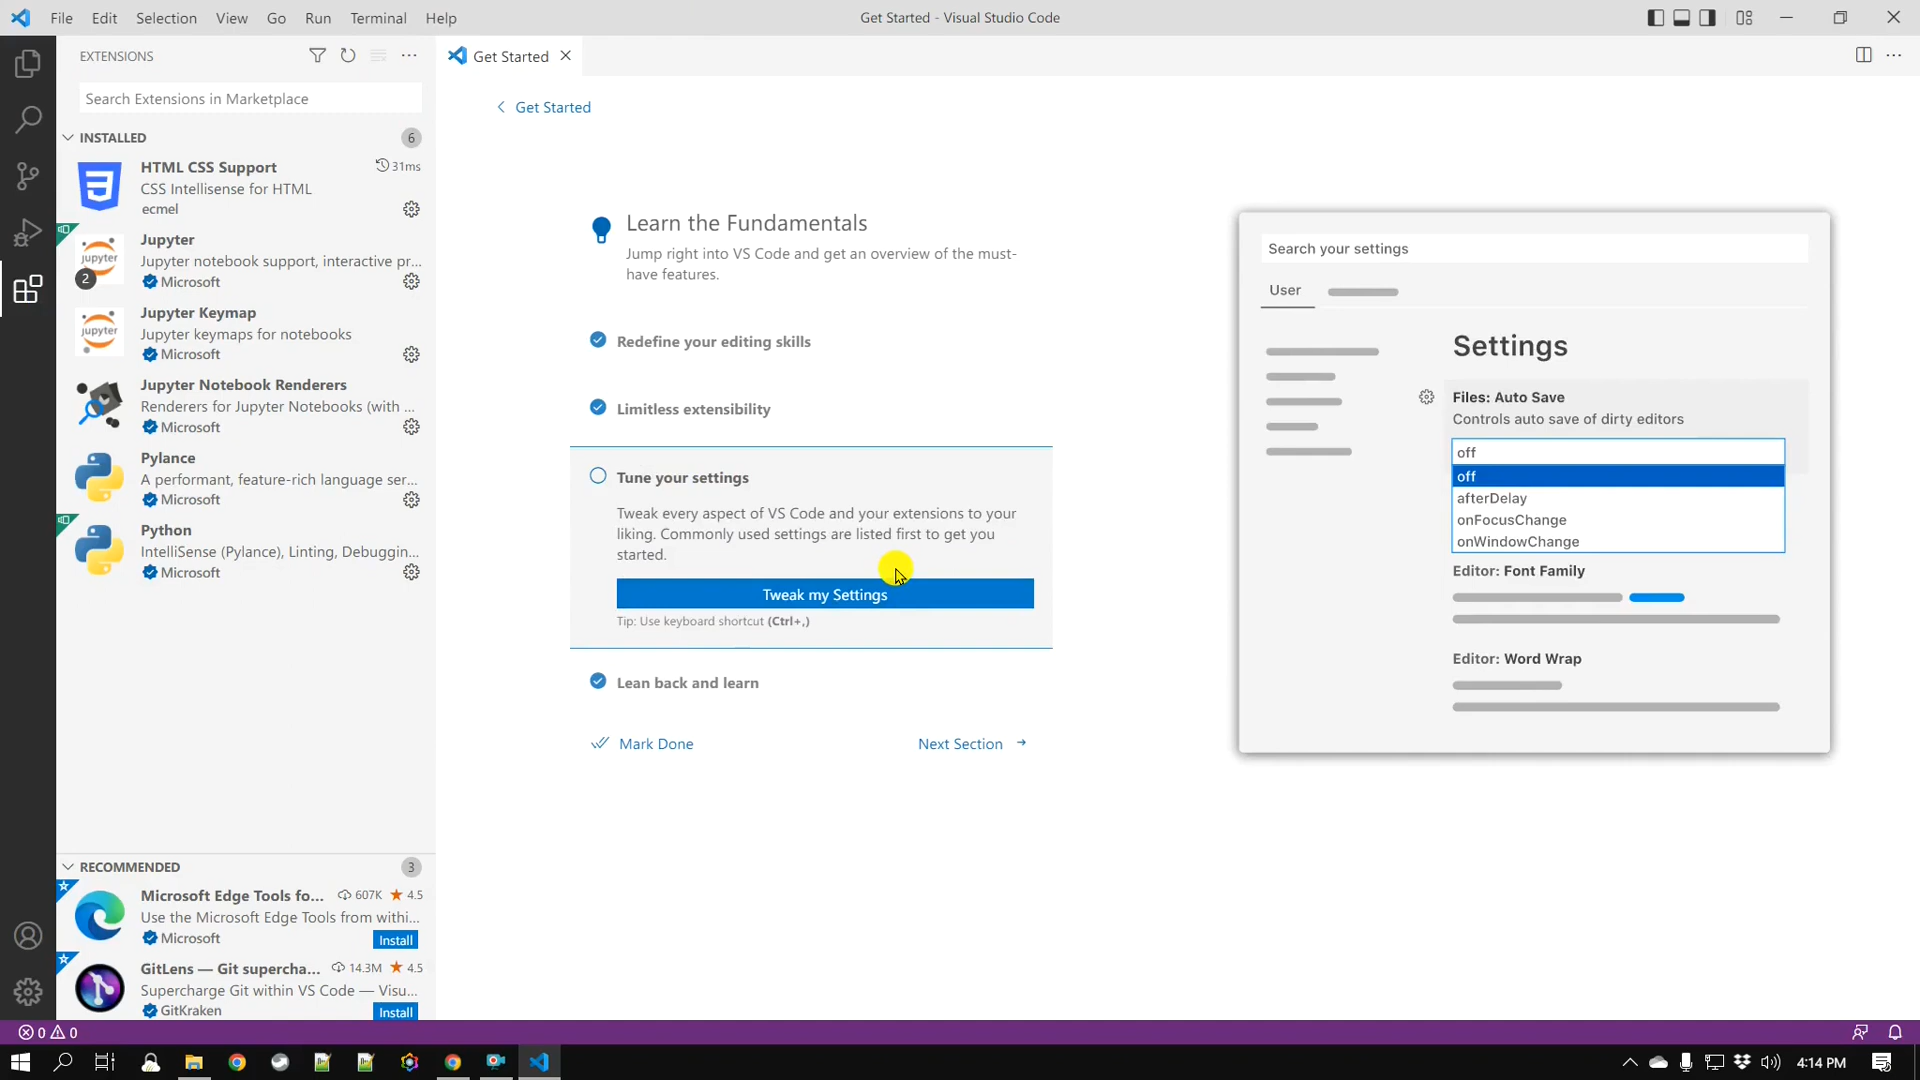 File Edit Selection View Go Run Terminal Help
Get Started - Visual Studio Code
EXTENSIONS
Search Extensions in Marketplace
INSTALLED 6
HTML CSS Support 31ms
CSS Intellisense for HTML
ecmel
Jupyter
Jupyter notebook support, interactive pr...
2
Microsoft
Jupyter Keymap
Jupyter keymaps for notebooks
Microsoft
Jupyter Notebook Renderers
Renderers for Jupyter Notebooks (with ...
Microsoft
Pylance
A performant, feature-rich language ser...
Microsoft
Python
IntelliSense (Pylance), Linting, Debuggin...
Microsoft
RECOMMENDED 3
Microsoft Edge Tools fo... 607K 4.5
Use the Microsoft Edge Tools from withi...
Microsoft
Install
GitLens — Git supercha... 14.3M 4.5
Supercharge Git within VS Code — Visu...
GitKraken
Install
Get Started
Get Started
Learn the Fundamentals
Jump right into VS Code and get an overview of the must-
have features.
Redefine your editing skills
Limitless extensibility
Tune your settings
Tweak every aspect of VS Code and your extensions to your
liking. Commonly used settings are listed first to get you
started.
Tweak my Settings
Tip: Use keyboard shortcut (Ctrl+,)
Lean back and learn
Mark Done
Next Section
Search your settings
User
Settings
Files: Auto Save
Controls auto save of dirty editors
off
off
afterDelay
onFocusChange
onWindowChange
Editor: Font Family
Editor: Word Wrap
0 0
4:14 PM